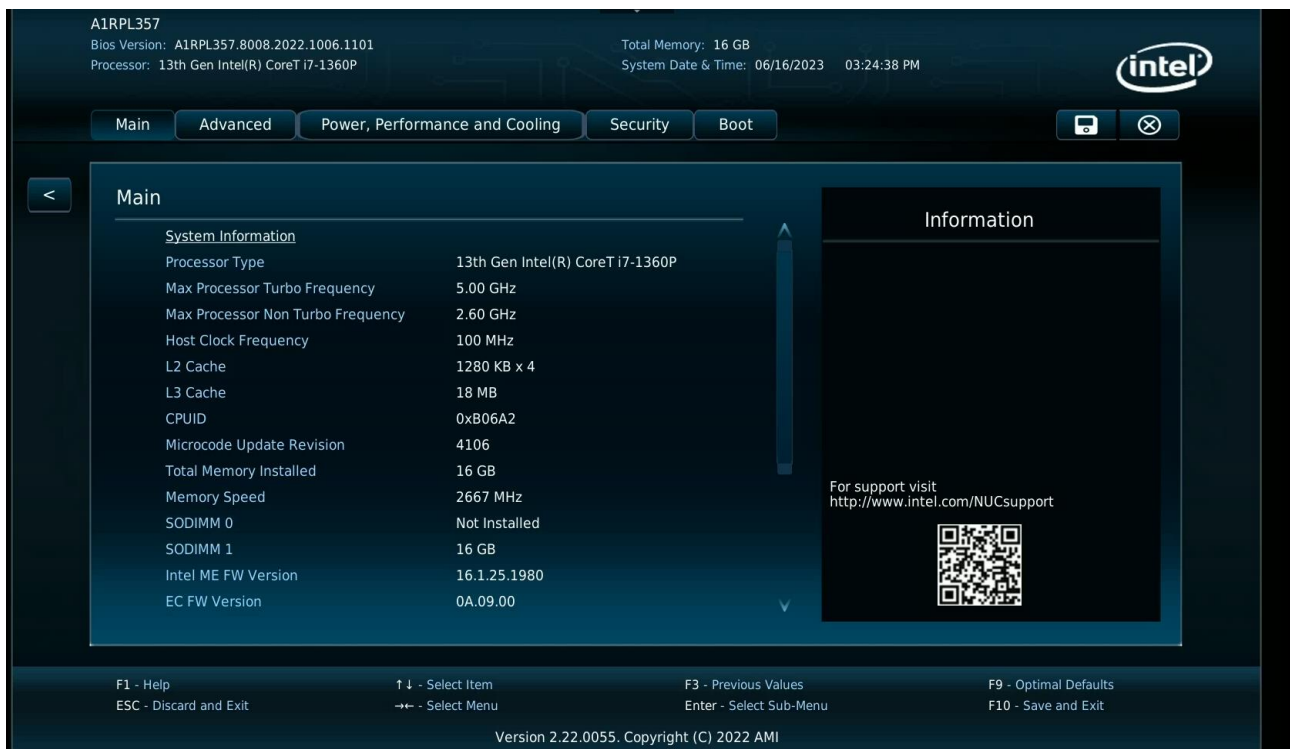 A1RPL357
Bios Version: A1RPL357.8008.2022.1006.1101
Total Memory: 16 GB
Processor: 13th Gen Intel(R) CoreT i7-1360P
System Date & Time: 06/16/2023 03:24:38 PM
intel
Main Advanced Power, Performance and Cooling Security Boot
<
Main
Information
System Information
Processor Type 13th Gen Intel(R) CoreT i7-1360P
Max Processor Turbo Frequency 5.00 GHz
Max Processor Non Turbo Frequency 2.60 GHz
Host Clock Frequency 100 MHz
L2 Cache 1280 KB x 4
L3 Cache 18 MB
CPUID 0xB06A2
Microcode Update Revision 4106
Total Memory Installed 16 GB
Memory Speed 2667 MHz
SODIMM 0 Not Installed
SODIMM 1 16 GB
Intel ME FW Version 16.1.25.1980
EC FW Version 0A.09.00
For support visit
http://www.intel.com/NUCsupport
F1 - Help ↑↓ - Select Item F3 - Previous Values F9 - Optimal Defaults
ESC - Discard and Exit →← - Select Menu Enter - Select Sub-Menu F10 - Save and Exit
Version 2.22.0055. Copyright (C) 2022 AMI